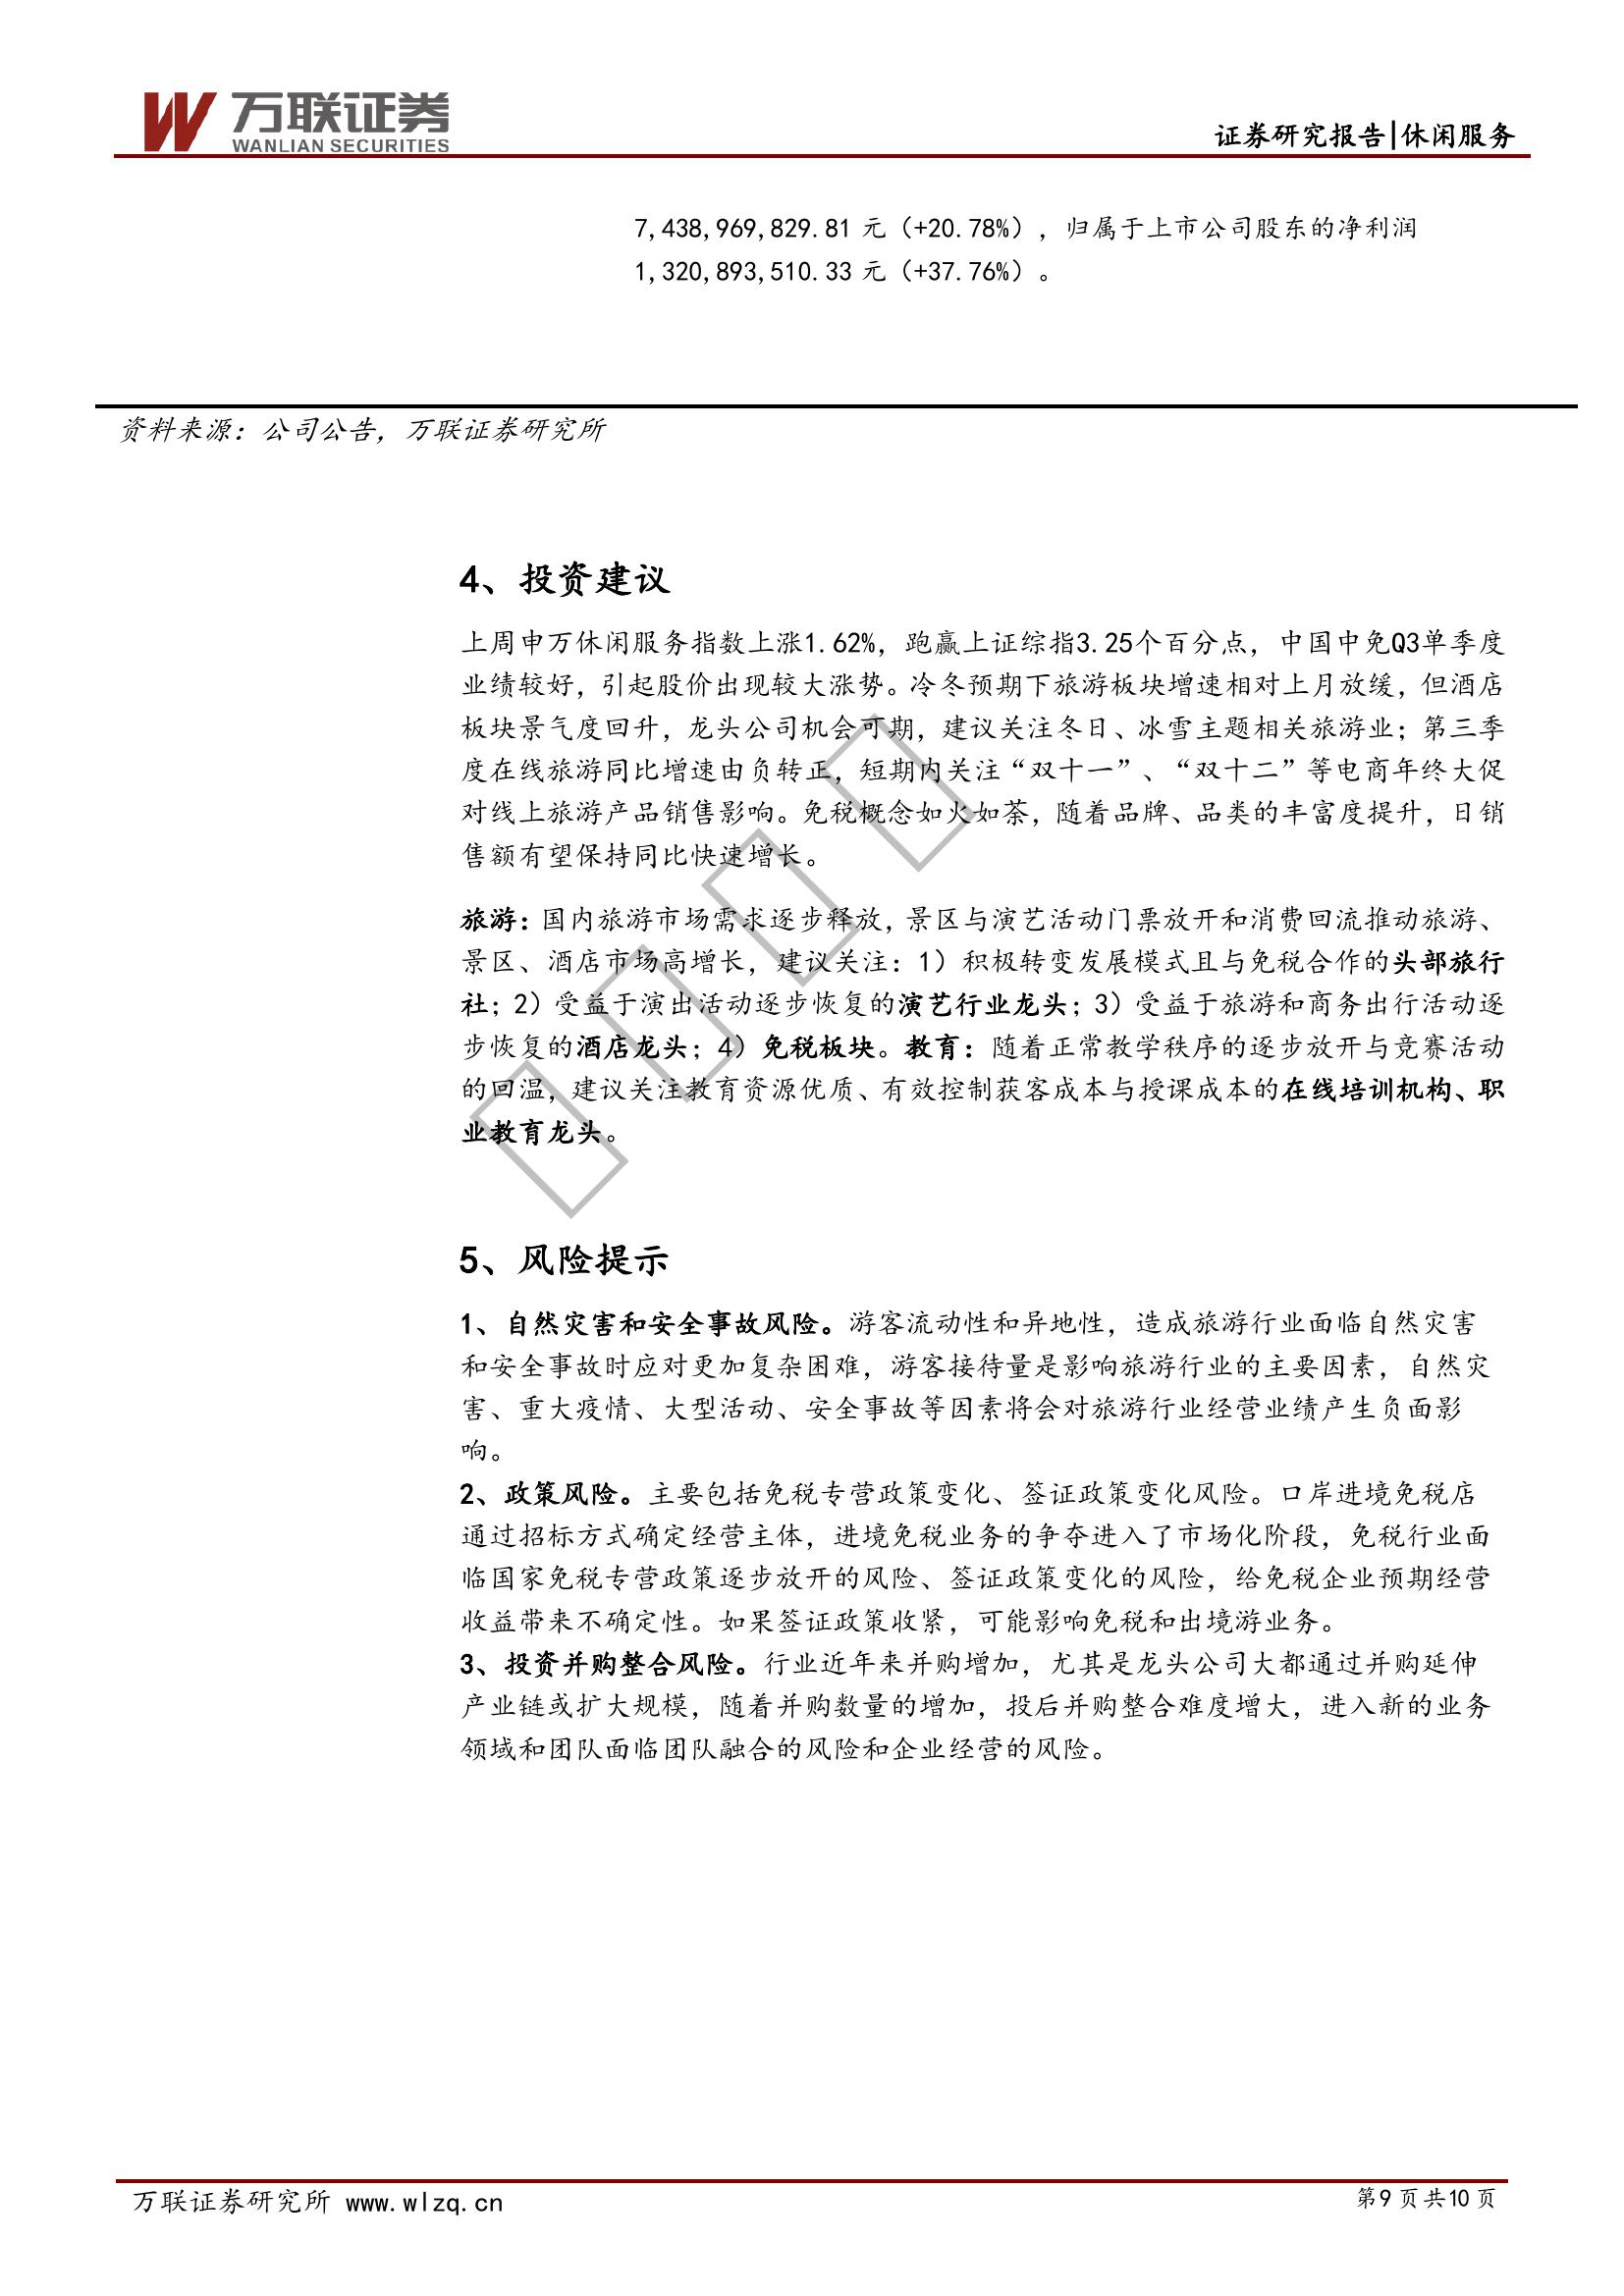 万联证券
WANLIAN SECURITIES
证券研究报告|休闲服务
7,438,969,829.81 元（+20.78%），归属于上市公司股东的净利润
1,320,893,510.33 元（+37.76%）。
资料来源：公司公告，万联证券研究所
4、投资建议
上周申万休闲服务指数上涨1.62%，跑赢上证综指3.25个百分点，中国中免Q3单季度
业绩较好，引起股价出现较大涨势。冷冬预期下旅游板块增速相对上月放缓，但酒店
板块景气度回升，龙头公司机会可期，建议关注冬日、冰雪主题相关旅游业；第三季
度在线旅游同比增速由负转正，短期内关注“双十一”、“双十二”等电商年终大促
对线上旅游产品销售影响。免税概念如火如荼，随着品牌、品类的丰富度提升，日销
售额有望保持同比快速增长。
旅游：国内旅游市场需求逐步释放，景区与演艺活动门票放开和消费回流推动旅游、
景区、酒店市场高增长，建议关注：1）积极转变发展模式且与免税合作的头部旅行
社；2）受益于演出活动逐步恢复的演艺行业龙头；3）受益于旅游和商务出行活动逐
步恢复的酒店龙头；4）免税板块。教育：随着正常教学秩序的逐步放开与竞赛活动
的回温，建议关注教育资源优质、有效控制获客成本与授课成本的在线培训机构、职
业教育龙头。
5、风险提示
1、自然灾害和安全事故风险。游客流动性和异地性，造成旅游行业面临自然灾害
和安全事故时应对更加复杂困难，游客接待量是影响旅游行业的主要因素，自然灾
害、重大疫情、大型活动、安全事故等因素将会对旅游行业经营业绩产生负面影
响。
2、政策风险。主要包括免税专营政策变化、签证政策变化风险。口岸进境免税店
通过招标方式确定经营主体，进境免税业务的争夺进入了市场化阶段，免税行业面
临国家免税专营政策逐步放开的风险、签证政策变化的风险，给免税企业预期经营
收益带来不确定性。如果签证政策收紧，可能影响免税和出境游业务。
3、投资并购整合风险。行业近年来并购增加，尤其是龙头公司大都通过并购延伸
产业链或扩大规模，随着并购数量的增加，投后并购整合难度增大，进入新的业务
领域和团队面临团队融合的风险和企业经营的风险。
万联证券研究所 www.wlzq.cn
第9页共10页